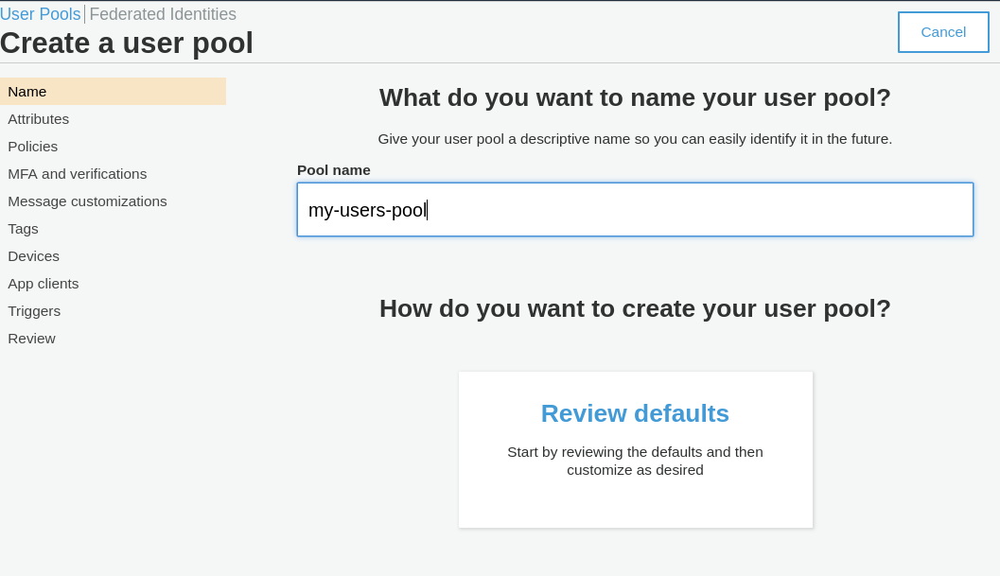 User Pools | Federated Identities
Create a user pool
Cancel
Name
Attributes
Policies
MFA and verifications
Message customizations
Tags
Devices
App clients
Triggers
Review
What do you want to name your user pool?
Give your user pool a descriptive name so you can easily identify it in the future.
Pool name
my-users-pool
How do you want to create your user pool?
Review defaults
Start by reviewing the defaults and then
customize as desired